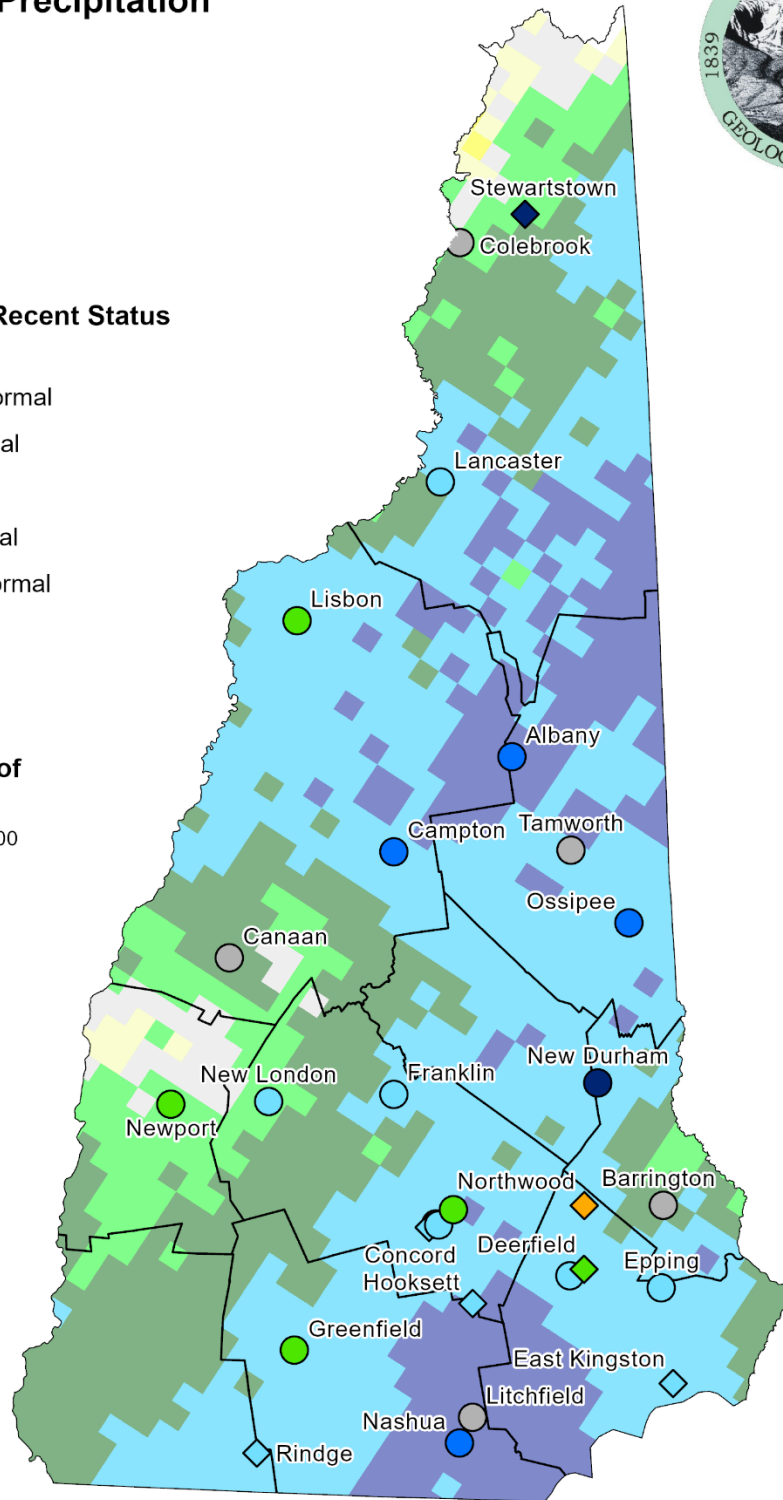 Precipitation
1839
GEOLOG
Stewartstown
Colebrook
Recent Status
ormal
al
Lancaster
al
ormal
Lisbon
Albany
of
00
Campton
Tamworth
Ossipee
Canaan
New Durham
Franklin
New London
Newport
Northwood
Barrington
Deerfield
Concord
Epping
Hooksett
Greenfield
East Kingston
Litchfield
Nashua
Rindge